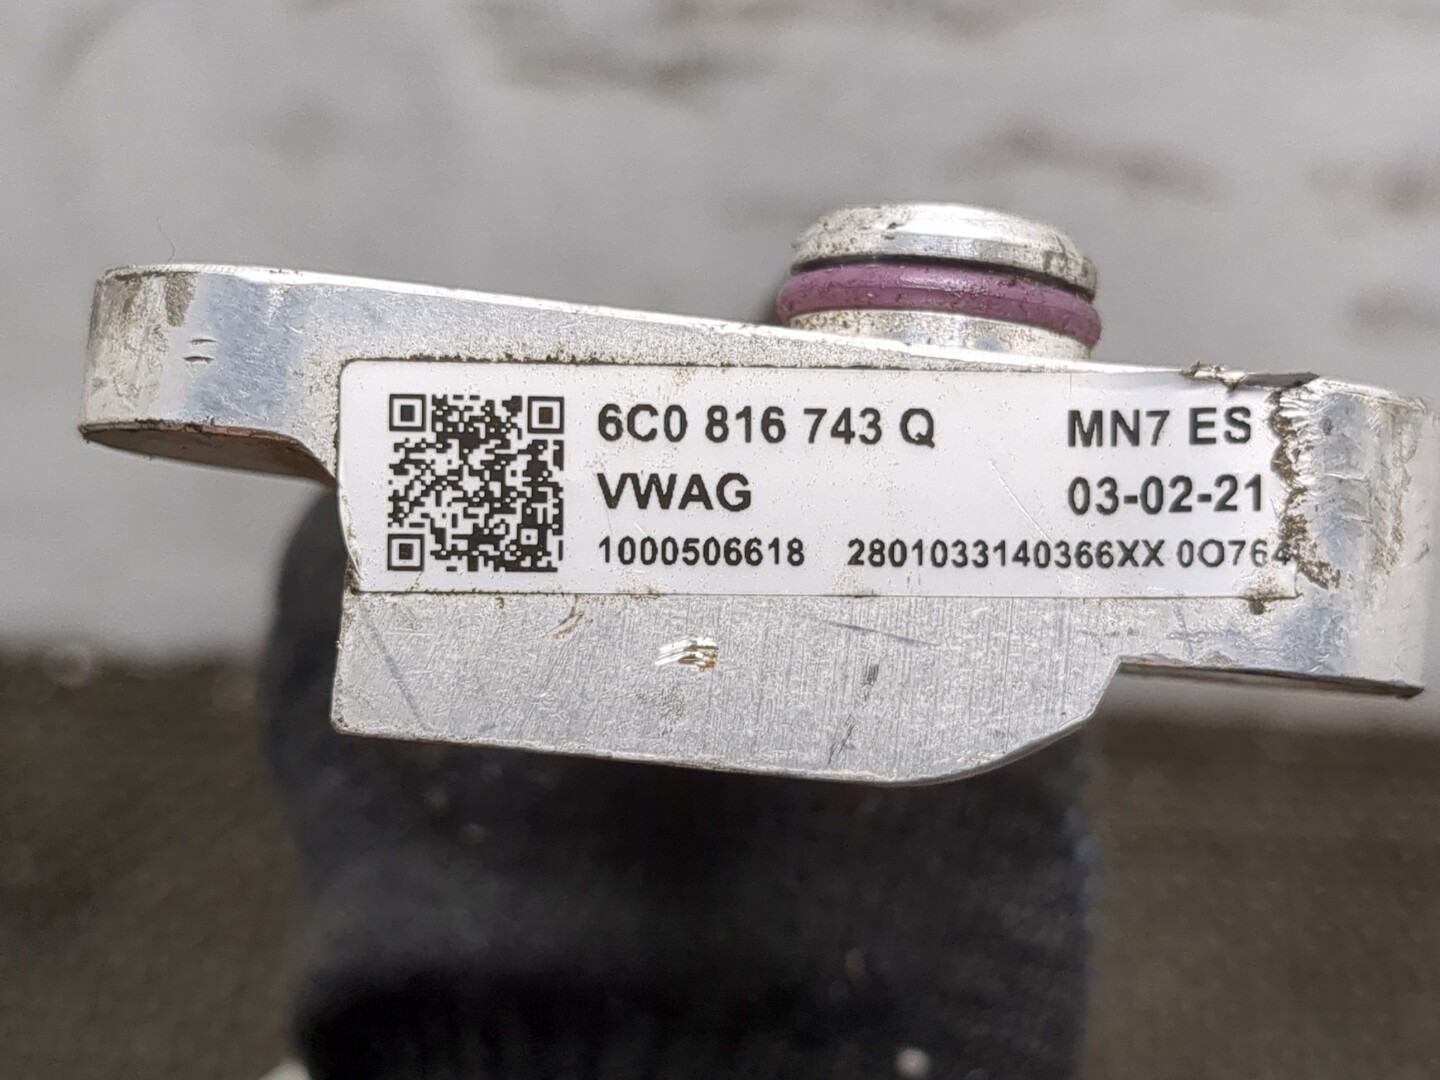 6C0 816 743 Q MN7 ES
VWAG 03-02-21
1000506618 2801033140366XX 0O764